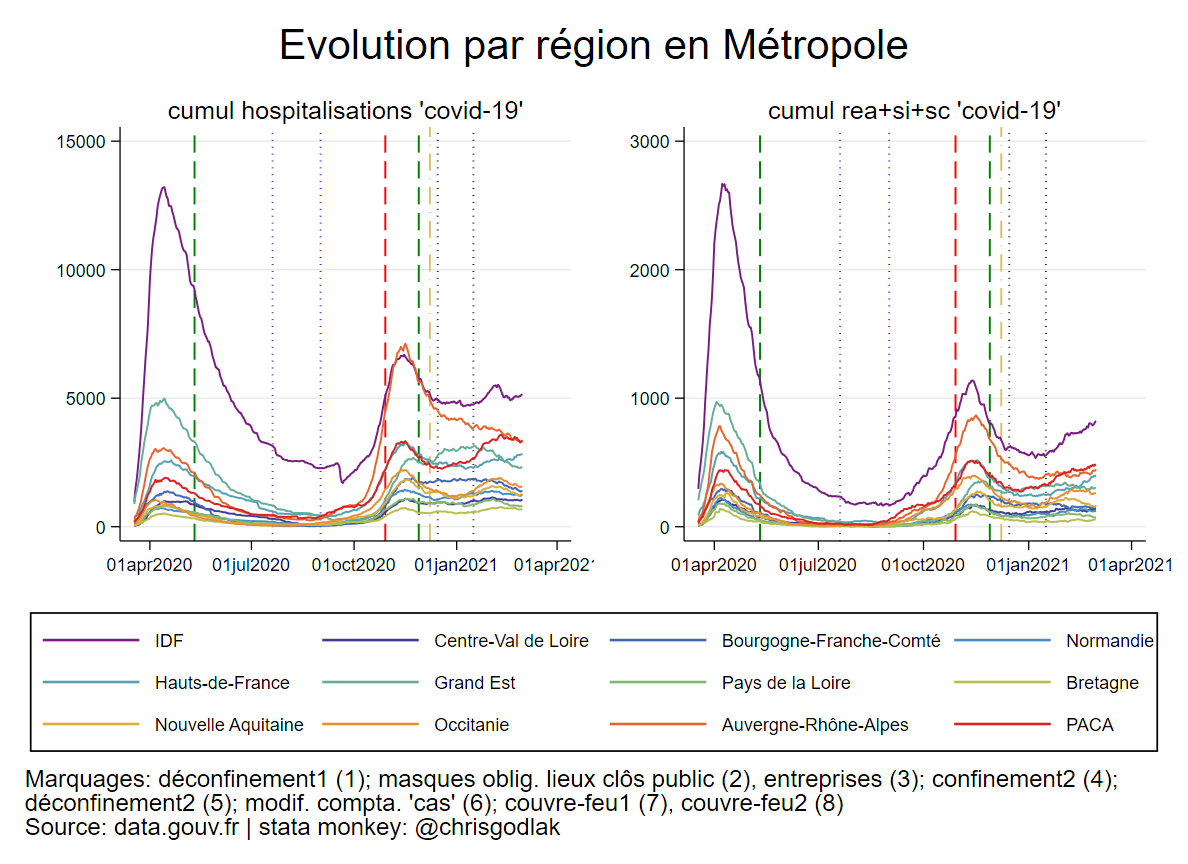 Evolution par région en Métropole
cumul hospitalisations 'covid-19'
cumul rea+si+sc 'covid-19'
15000
10000
5000
0
01apr2020 01jul2020 01oct2020 01jan2021 01apr2021
3000
2000
1000
0
01apr2020 01jul2020 01oct2020 01jan2021 01apr2021
IDF Centre-Val de Loire Bourgogne-Franche-Comté Normandie
Hauts-de-France Grand Est Pays de la Loire Bretagne
Nouvelle Aquitaine Occitanie Auvergne-Rhône-Alpes PACA
Marquages: déconfinement1 (1); masques oblig. lieux clôs public (2), entreprises (3); confinement2 (4);
déconfinement2 (5); modif. compta. 'cas' (6); couvre-feu1 (7), couvre-feu2 (8)
Source: data.gouv.fr | stata monkey: @chrisgodlak